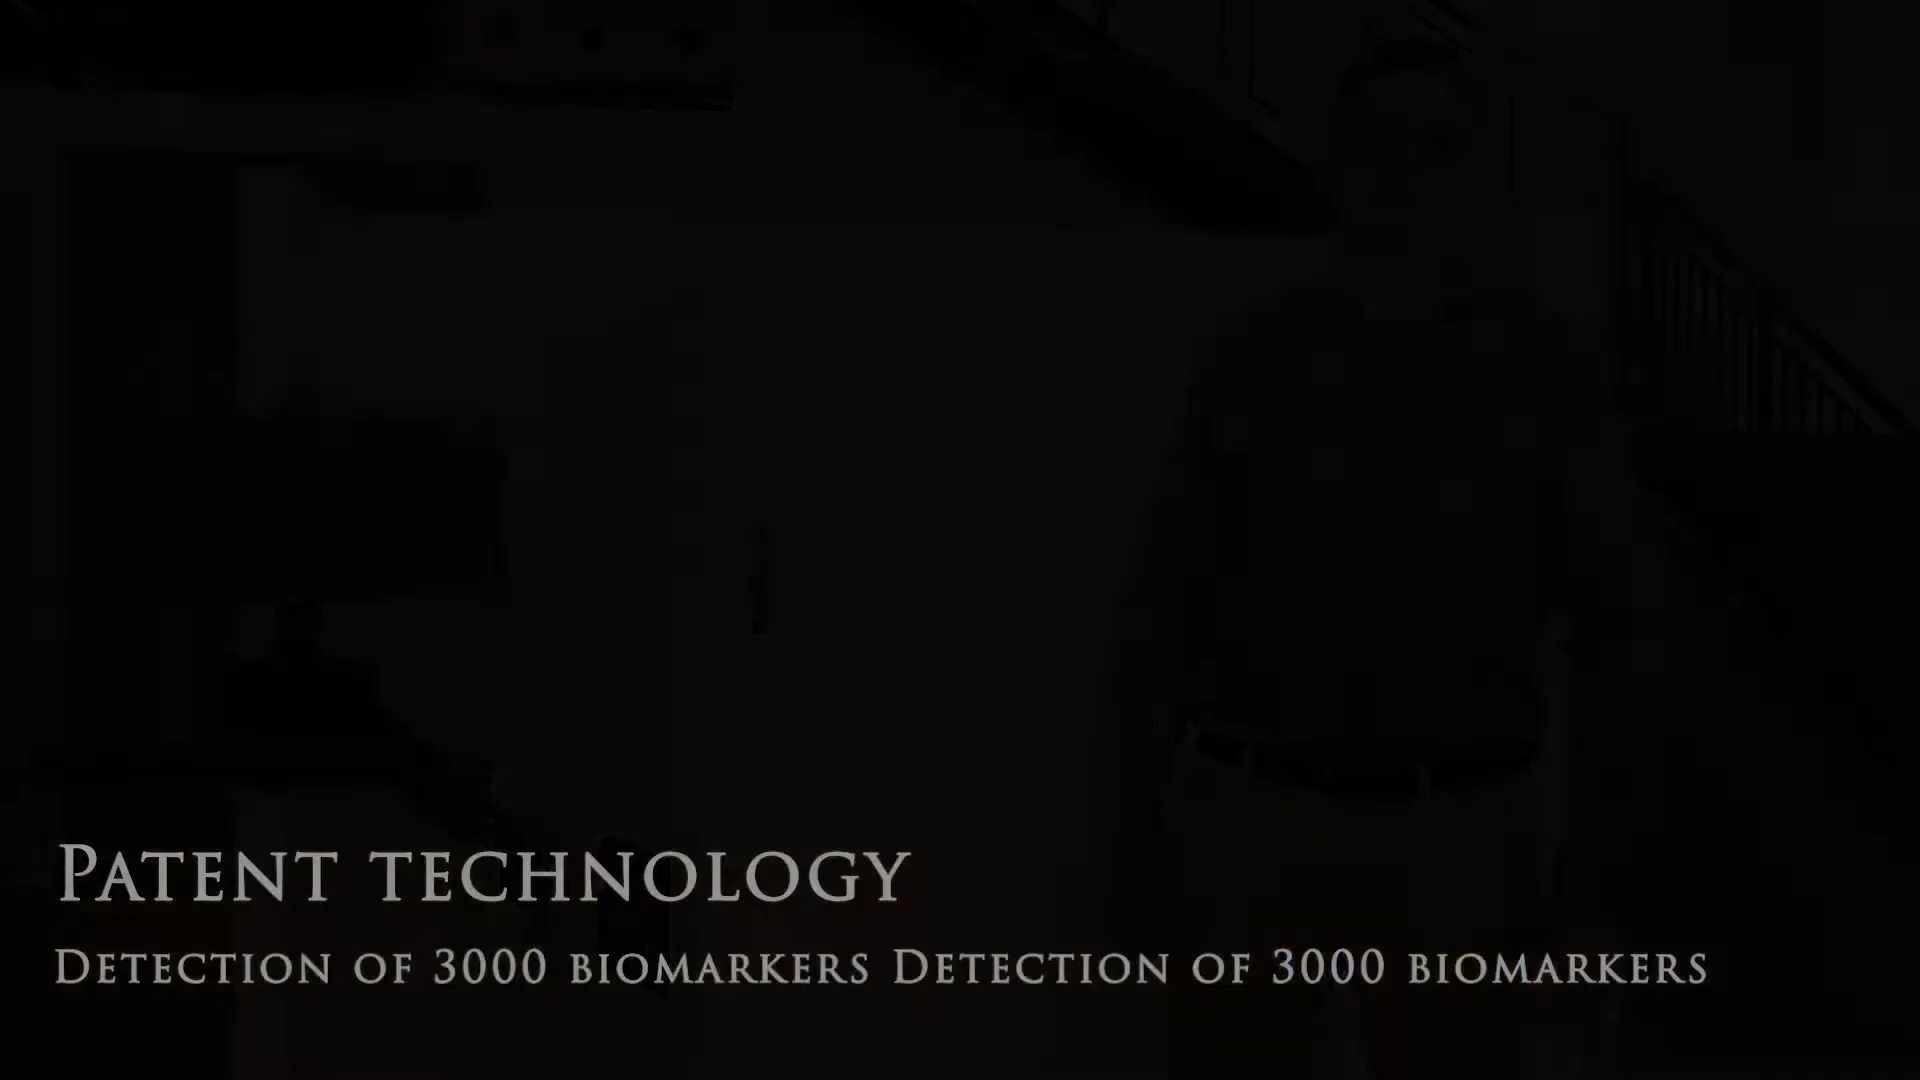 Patent technology
Detection of 3000 biomarkers Detection of 3000 biomarkers